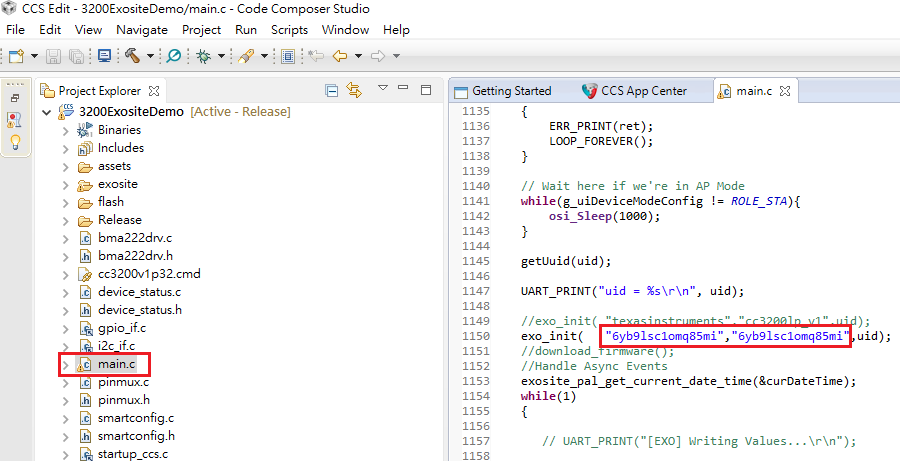 CCS Edit - 3200ExositeDemo/main.c - Code Composer Studio
File Edit View Navigate Project Run Scripts Window Help
Project Explorer
3200ExositeDemo [Active - Release]
Binaries
Includes
assets
exosite
flash
Release
bma222drv.c
bma222drv.h
cc3200v1p32.cmd
device_status.c
device_status.h
gpio_if.c
i2c_if.c
main.c
pinmux.c
pinmux.h
smartconfig.c
smartconfig.h
startup_ccs.c
Getting Started CCS App Center main.c
1135 {
1136 ERR_PRINT(ret);
1137 LOOP_FOREVER();
1138 }
1139
1140 // Wait here if we're in AP Mode
1141 while(g_uiDeviceModeConfig != ROLE_STA){
1142 osi_Sleep(1000);
1143 }
1144
1145 getUuid(uid);
1146
1147 UART_PRINT("uid = %s\r\n", uid);
1148
1149 //exo_init( "texasinstruments","cc3200lp_v1",uid);
1150 exo_init( "6yb9lsc1omq85mi","6yb9lsc1omq85mi",uid);
1151 //download_firmware();
1152 //Handle Async Events
1153 exosite_pal_get_current_date_time(&curDateTime);
1154 while(1)
1155 {
1156
1157 // UART_PRINT("[EXO] Writing Values...\r\n");
1158